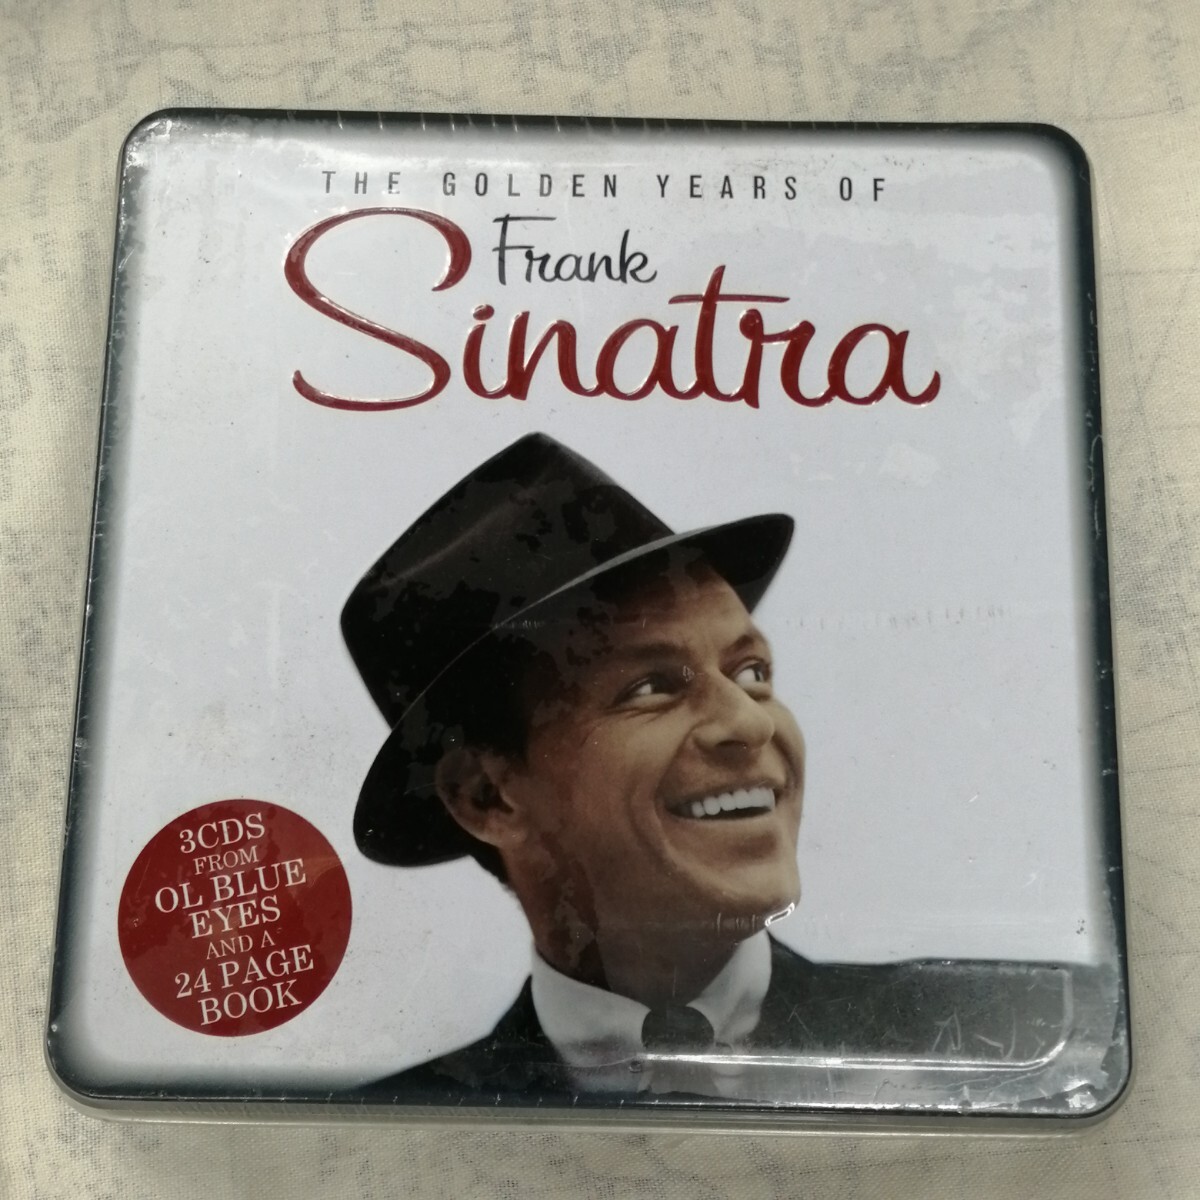 THE GOLDEN YEARS OF
Frank
Sinatra
3CDS
FROM
OL BLUE
EYES
AND A
24 PAGE
BOOK